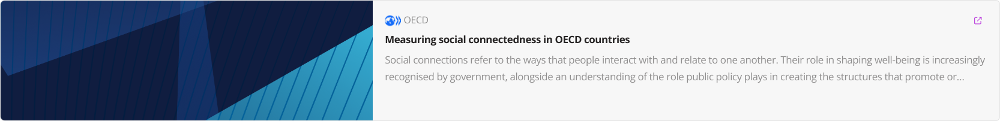 OECD
Measuring social connectedness in OECD countries
Social connections refer to the ways that people interact with and relate to one another. Their role in shaping well-being is increasingly
recognised by government, alongside an understanding of the role public policy plays in creating the structures that promote or...